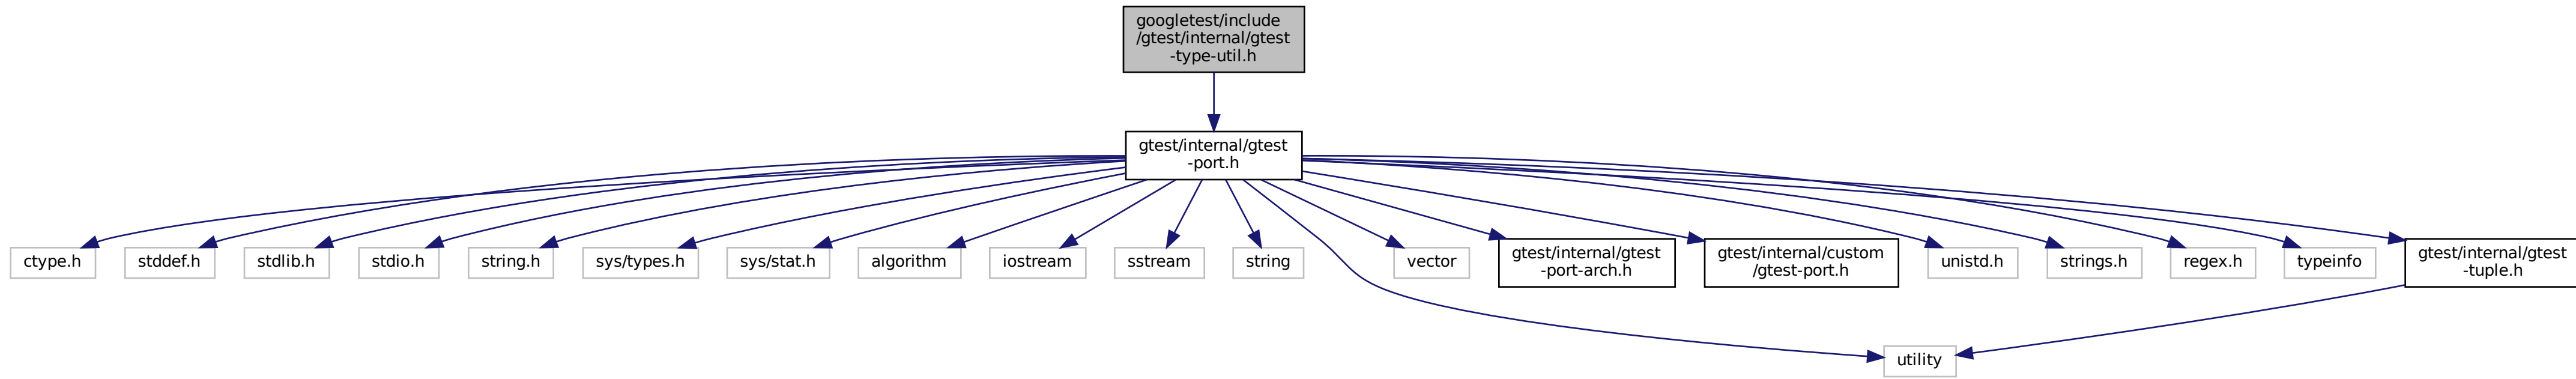 googletest/include
/gtest/internal/gtest
-type-util.h
gtest/internal/gtest
-port.h
ctype.h
stddef.h
stdlib.h
stdio.h
string.h
sys/types.h
sys/stat.h
algorithm
iostream
sstream
string
vector
gtest/internal/gtest
-port-arch.h
gtest/internal/custom
/gtest-port.h
unistd.h
strings.h
regex.h
typeinfo
gtest/internal/gtest
-tuple.h
utility